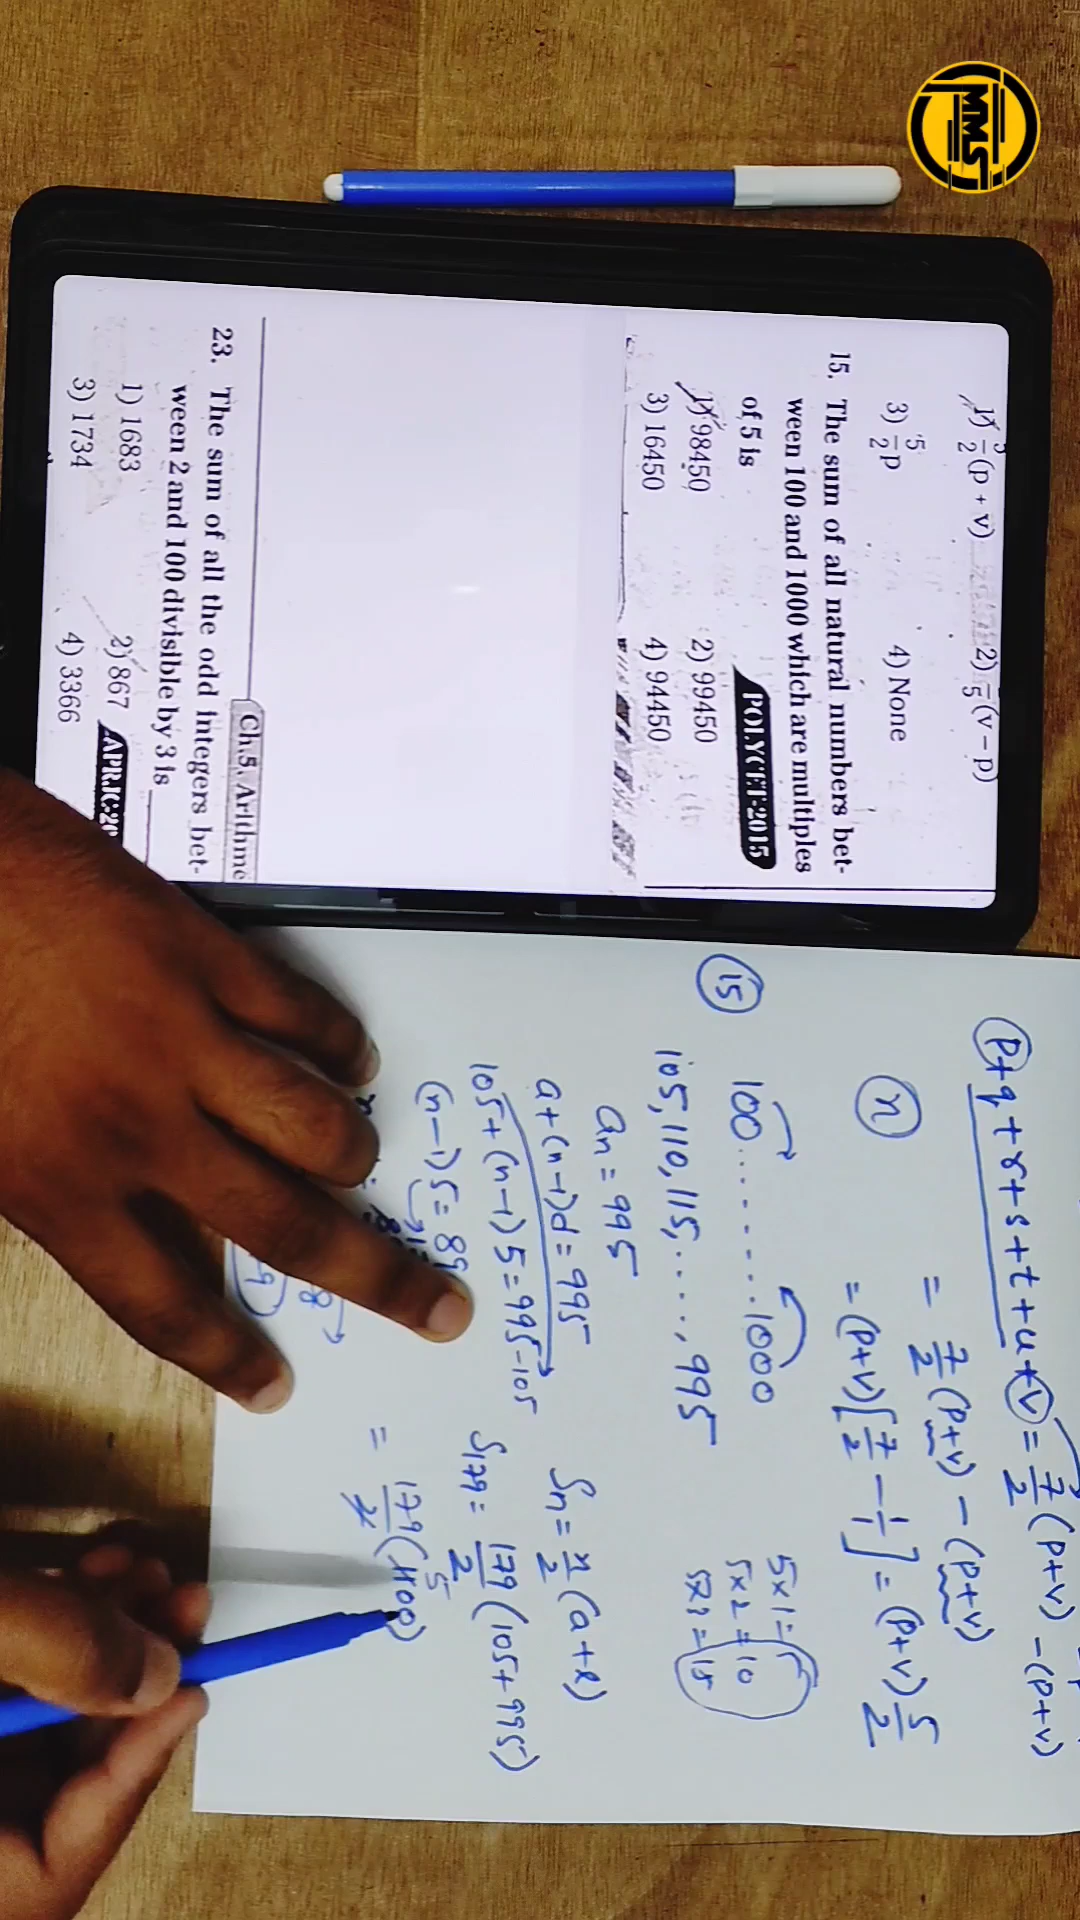 MMS
1) 5/2 (p + v) 2) –/5 (v – p)
3) 5/2 p 4) None
15. The sum of all natural numbers bet-
ween 100 and 1000 which are multiples
of 5 is POLYCET-2015
1) 98450 2) 99450
3) 16450 4) 94450
Ch.5. Arithme
23. The sum of all the odd integers bet-
ween 2 and 100 divisible by 3 is
1) 1683 2) 867 APRJC-20
3) 1734 4) 3366
p+q+r+s+t+u+v = 7/2 (p+v) -(p+v)
= 7/2 (p+v) - (p+v)
n = (p+v)[7/2 - 1/1] = (p+v) 5/2
15 100 ....... 1000
5×1=5
5×2=10
5×3=15
105, 110, 115, ....., 995
an = 995
a+(n-1)d = 995
105+(n-1)5 = 995-105
(n-1)5 = 89
Sn = n/2 (a+l)
S179 = 179/2 (105+995)
= 179/2 (1100)